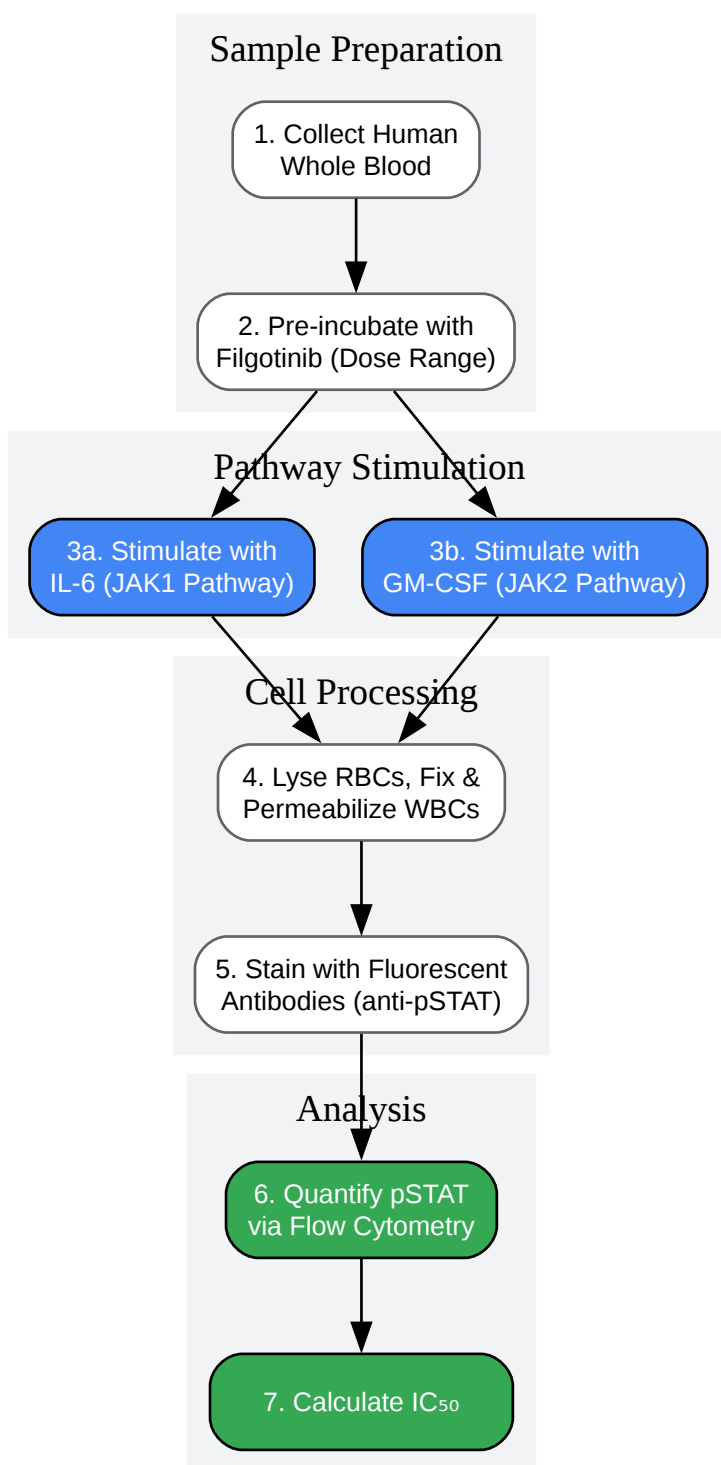 Sample Preparation
1. Collect Human
Whole Blood
2. Pre-incubate with
Filgotinib (Dose Range)
Pathway Stimulation
3a. Stimulate with
IL-6 (JAK1 Pathway)
3b. Stimulate with
GM-CSF (JAK2 Pathway)
Cell Processing
4. Lyse RBCs, Fix &
Permeabilize WBCs
5. Stain with Fluorescent
Antibodies (anti-pSTAT)
Analysis
6. Quantify pSTAT
via Flow Cytometry
7. Calculate IC₅₀